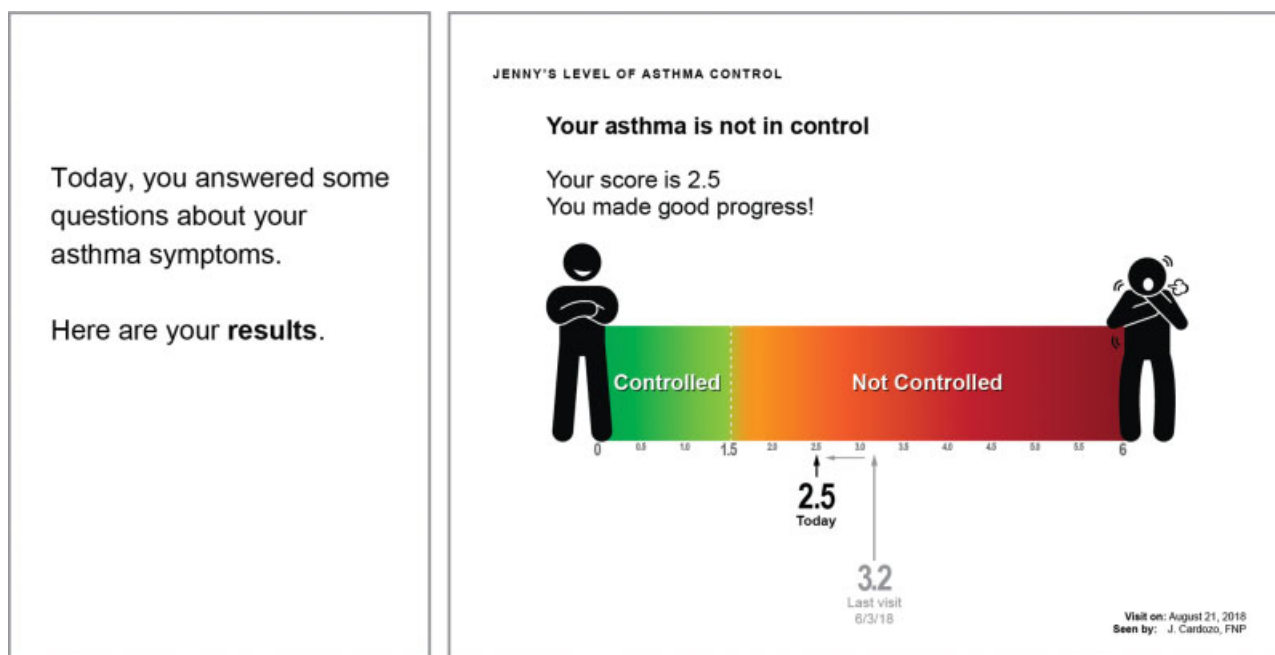 Today, you answered some
questions about your
asthma symptoms.
Here are your results.
JENNY'S LEVEL OF ASTHMA CONTROL
Your asthma is not in control
Your score is 2.5
You made good progress!
Controlled
Not Controlled
0 0.5 1.0 1.5 2.0 2.5 3.0 3.5 4.0 4.5 5.0 5.5 6
2.5
Today
3.2
Last visit
6/3/18
Visit on: August 21, 2018
Seen by: J. Cardozo, FNP